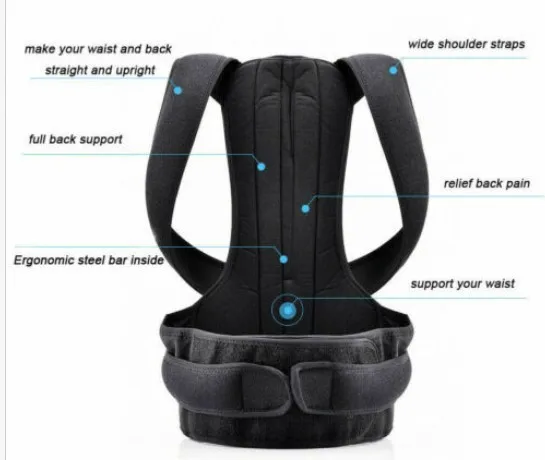 make your waist and back
straight and upright
wide shoulder straps
full back support
relief back pain
Ergonomic steel bar inside
support your waist